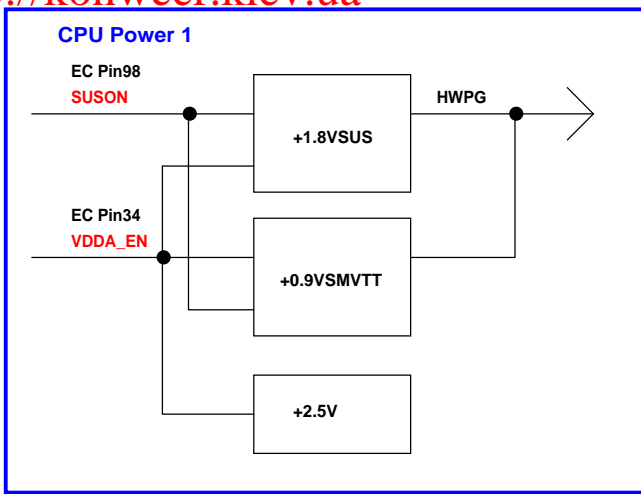 CPU Power 1
EC Pin98
SUSON
HWPG
+1.8VSUS
EC Pin34
VDDA_EN
+0.9VSMVTT
+2.5V